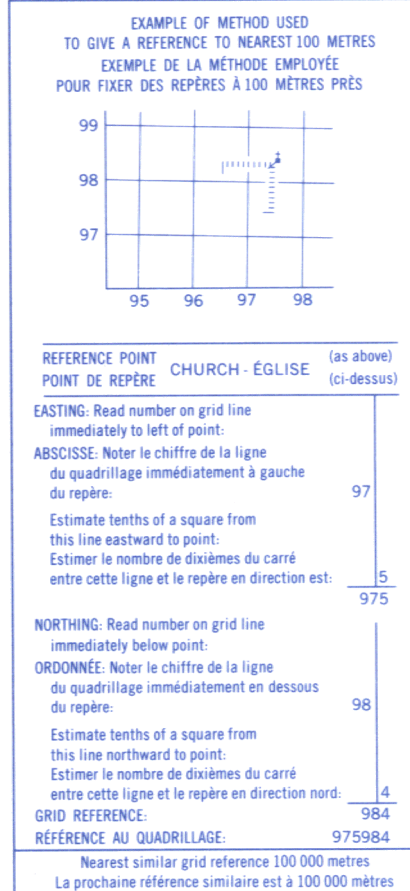 EXAMPLE OF METHOD USED
TO GIVE A REFERENCE TO NEAREST 100 METRES
EXEMPLE DE LA MÉTHODE EMPLOYÉE
POUR FIXER DES REPÈRES À 100 MÈTRES PRÈS
99
98
97
95 96 97 98
REFERENCE POINT
POINT DE REPÈRE
CHURCH - ÉGLISE
(as above)
(ci-dessus)
EASTING: Read number on grid line
immediately to left of point:
ABSCISSE: Noter le chiffre de la ligne
du quadrillage immédiatement à gauche
du repère: 97
Estimate tenths of a square from
this line eastward to point:
Estimer le nombre de dixièmes du carré
entre cette ligne et le repère en direction est: 5
975
NORTHING: Read number on grid line
immediately below point:
ORDONNÉE: Noter le chiffre de la ligne
du quadrillage immédiatement en dessous
du repère: 98
Estimate tenths of a square from
this line northward to point:
Estimer le nombre de dixièmes du carré
entre cette ligne et le repère en direction nord: 4
GRID REFERENCE: 984
RÉFÉRENCE AU QUADRILLAGE: 975984
Nearest similar grid reference 100 000 metres
La prochaine référence similaire est à 100 000 mètres